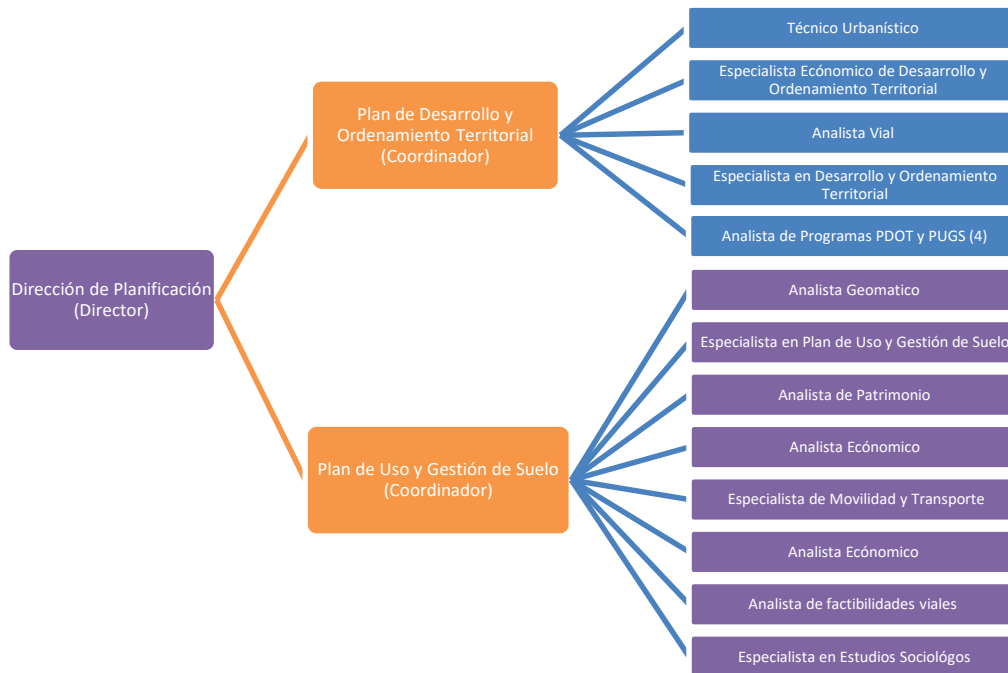 Dirección de Planificación
(Director)
Plan de Desarrollo y
Ordenamiento Territorial
(Coordinador)
Técnico Urbanístico
Especialista Ecónomico de Desaarrollo y
Ordenamiento Territorial
Analista Vial
Especialista en Desarrollo y Ordenamiento
Territorial
Analista de Programas PDOT y PUGS (4)
Plan de Uso y Gestión de Suelo
(Coordinador)
Analista Geomatico
Especialista en Plan de Uso y Gestión de Suelo
Analista de Patrimonio
Analista Ecónomico
Especialista de Movilidad y Transporte
Analista Ecónomico
Analista de factibilidades viales
Especialista en Estudios Sociológos